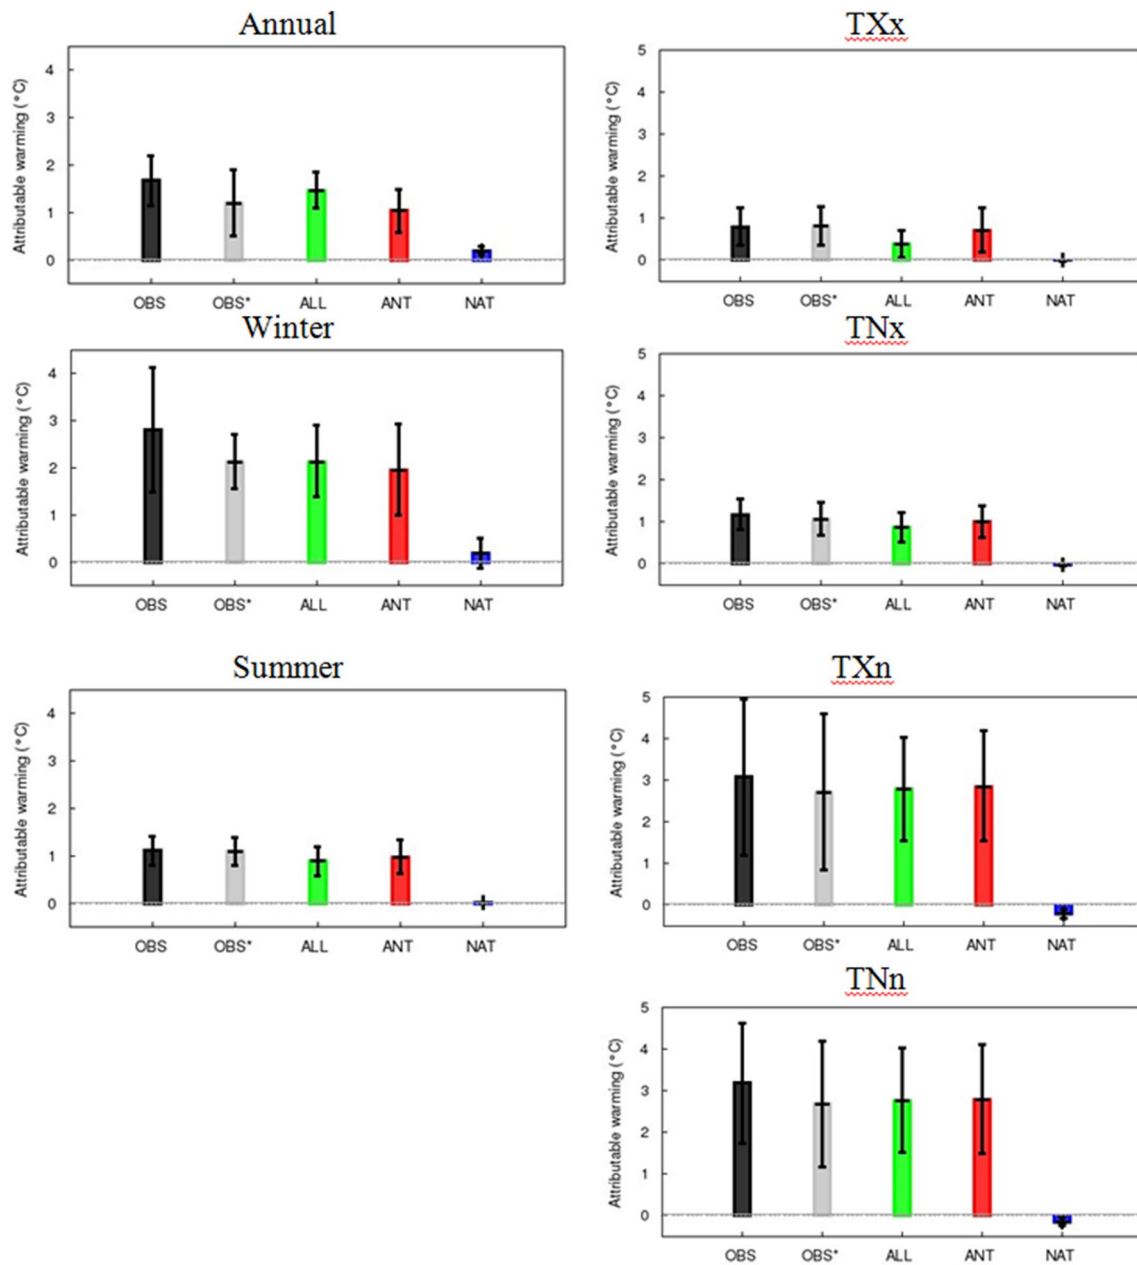 Annual
Attributable warming (°C)
4
3
2
1
0
OBS OBS* ALL ANT NAT
TXx
Attributable warming (°C)
5
4
3
2
1
0
OBS OBS* ALL ANT NAT
Winter
Attributable warming (°C)
4
3
2
1
0
OBS OBS* ALL ANT NAT
TNx
Attributable warming (°C)
5
4
3
2
1
0
OBS OBS* ALL ANT NAT
Summer
Attributable warming (°C)
4
3
2
1
0
OBS OBS* ALL ANT NAT
TXn
Attributable warming (°C)
5
4
3
2
1
0
OBS OBS* ALL ANT NAT
TNn
Attributable warming (°C)
5
4
3
2
1
0
OBS OBS* ALL ANT NAT